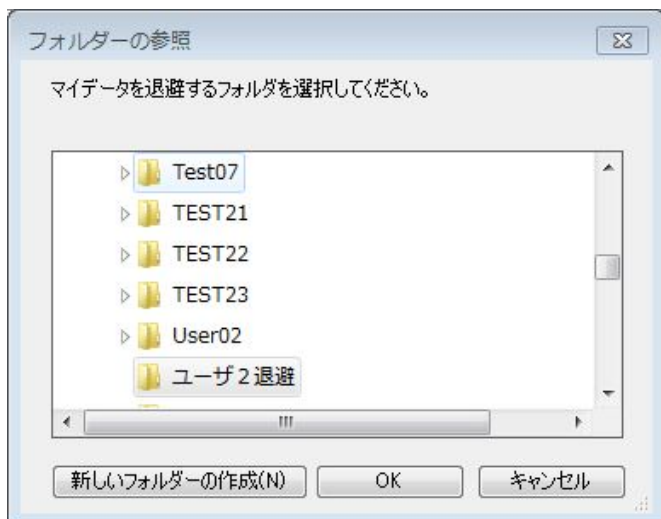 フォルダーの参照
マイデータを退避するフォルダを選択してください。
Test07
TEST21
TEST22
TEST23
User02
ユーザ2退避
新しいフォルダーの作成(N)
OK
キャンセル